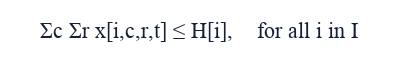 Σc Σr x[i,c,r,t] ≤ H[i],    for all i in I